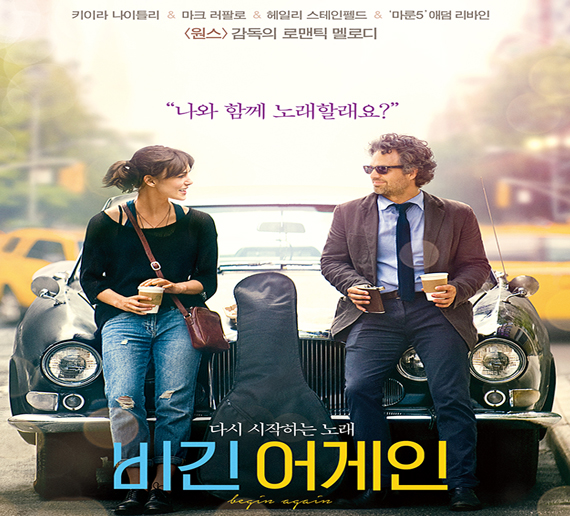 키이라 나이틀리 & 마크 러팔로 & 헤일리 스테인펠드 & '마룬5' 애덤 리바인
<원스> 감독의 로맨틱 멜로디
“나와 함께 노래할래요?”
다시 시작하는 노래
비긴 어게인
begin again